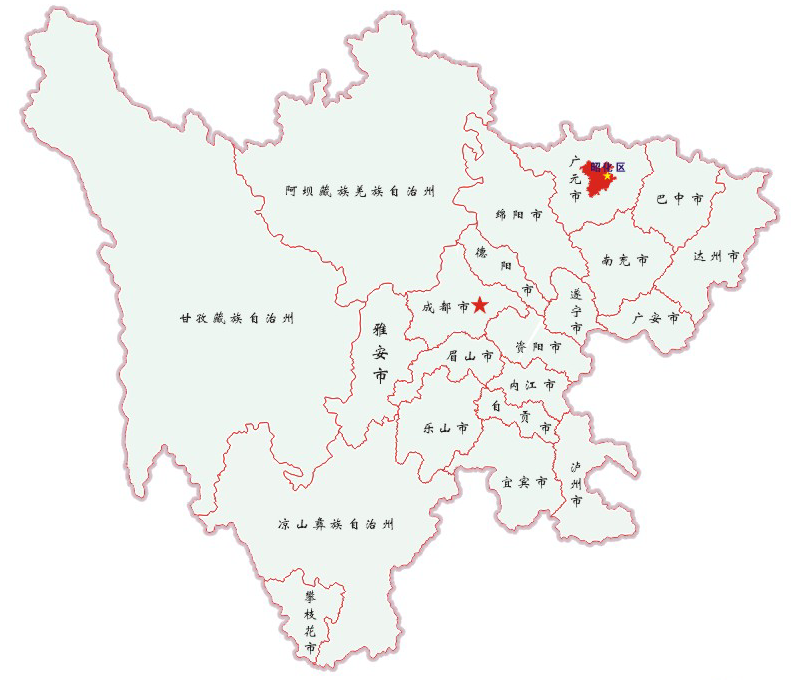 广元市
昭化区
阿坝藏族羌族自治州
绵阳市
巴中市
德阳市
南充市
达州市
甘孜藏族自治州
成都市
遂宁市
广安市
雅安市
资阳市
眉山市
内江市
自贡市
乐山市
泸州市
宜宾市
凉山彝族自治州
攀枝花市